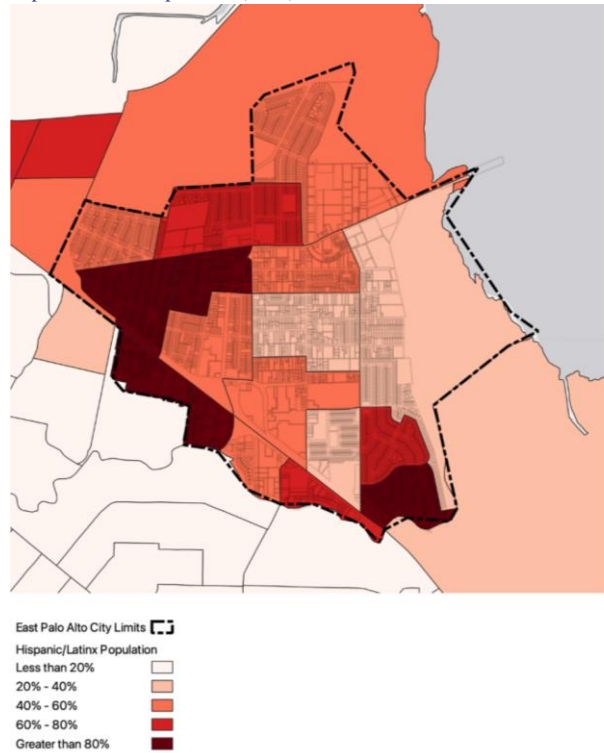 East Palo Alto City Limits
Hispanic/Latinx Population
Less than 20%
20% - 40%
40% - 60%
60% - 80%
Greater than 80%